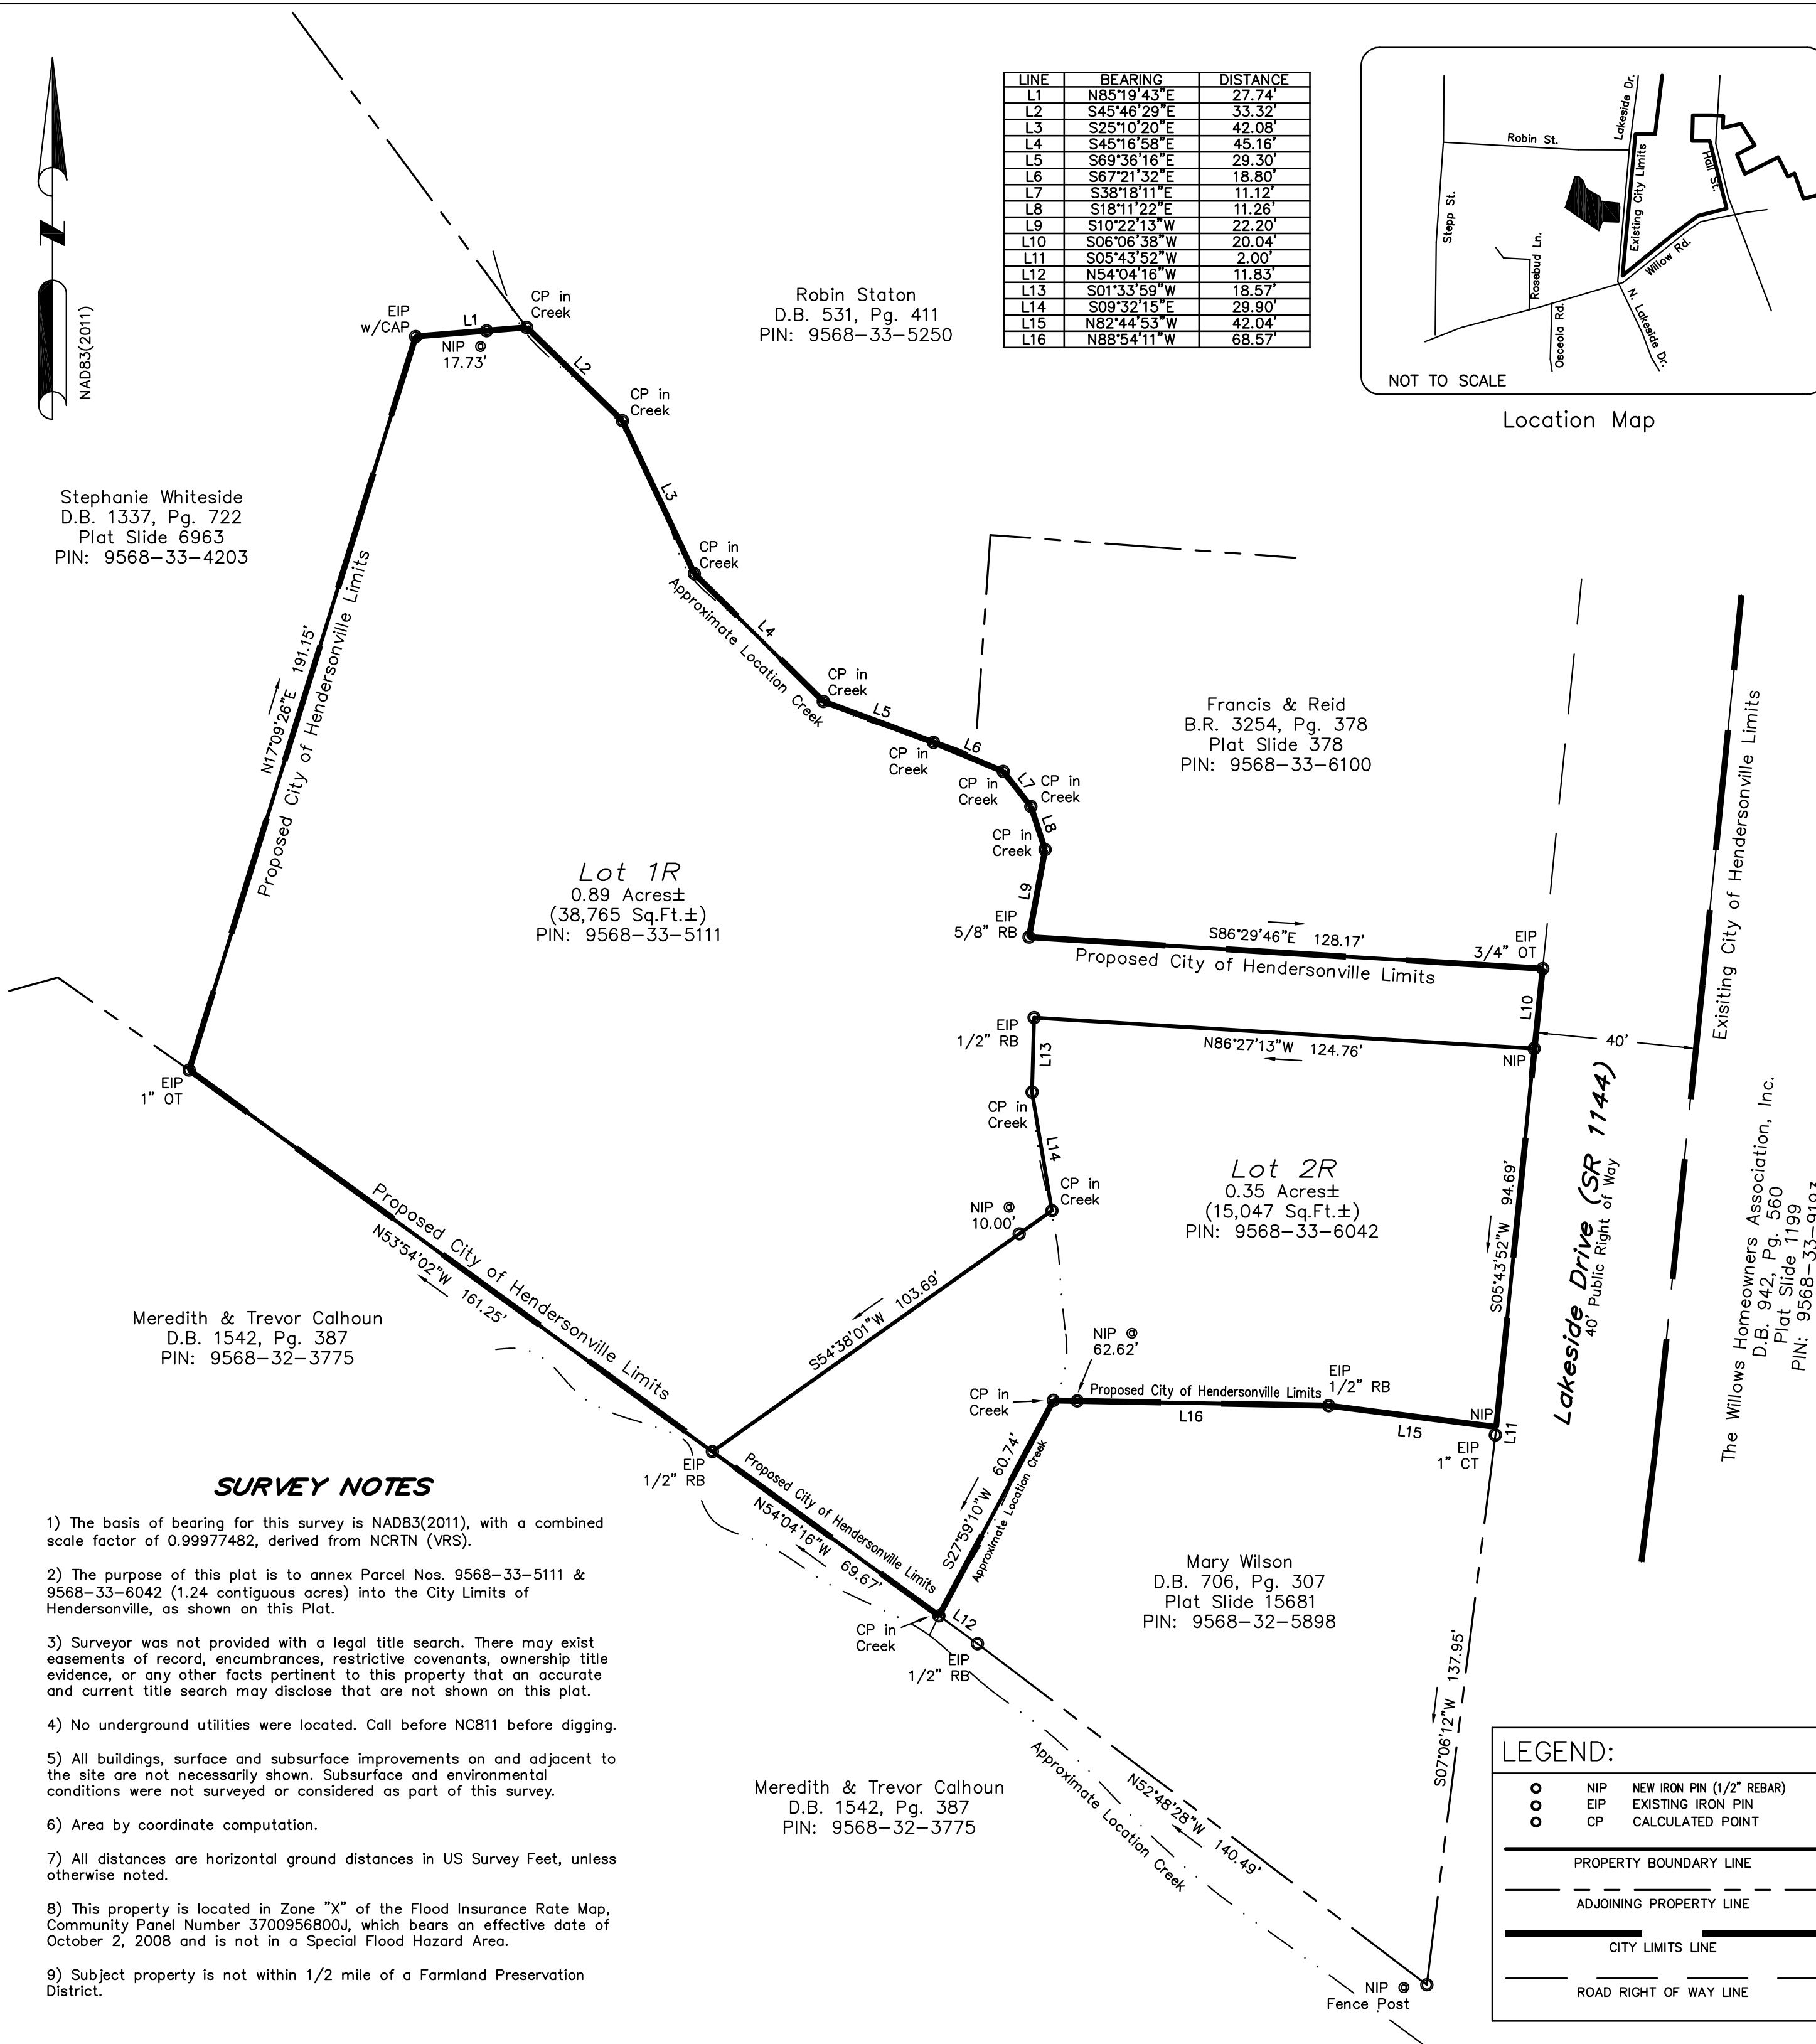 LINE BEARING DISTANCE
L1 N85°19'43"E 27.74'
L2 S45°46'29"E 33.32'
L3 S25°10'20"E 42.08'
L4 S45°16'58"E 45.16'
L5 S69°36'16"E 29.30'
L6 S67°21'32"E 18.80'
L7 S38°18'11"E 11.12'
L8 S18°11'22"E 11.26'
L9 S10°22'13"W 22.20'
L10 S06°06'38"W 20.04'
L11 S05°43'52"W 2.00'
L12 N54°04'16"W 11.83'
L13 S01°33'59"W 18.57'
L14 S09°32'15"E 29.90'
L15 N82°44'53"W 42.04'
L16 N88°54'11"W 68.57'
Robin St.
Lakeside Dr.
Stepp St.
Existing City Limits
Hall St.
Rosebud Ln.
Willow Rd.
Osceola Rd.
N. Lakeside Dr.
NOT TO SCALE
Location Map
N
NAD83(2011)
EIP
w/CAP
L1
NIP @
17.73'
CP in
Creek
L2
CP in
Creek
L3
CP in
Creek
L4
Approximate Location Creek
CP in
Creek
L5
CP in
Creek
L6
CP in
Creek
L7
CP in
Creek
L8
CP in
Creek
L9
EIP
5/8" RB
Robin Staton
D.B. 531, Pg. 411
PIN: 9568-33-5250
Stephanie Whiteside
D.B. 1337, Pg. 722
Plat Slide 6963
PIN: 9568-33-4203
N17°09'26"E 191.15'
Proposed City of Hendersonville Limits
Francis & Reid
B.R. 3254, Pg. 378
Plat Slide 378
PIN: 9568-33-6100
Lot 1R
0.89 Acres±
(38,765 Sq.Ft.±)
PIN: 9568-33-5111
S86°29'46"E 128.17'
Proposed City of Hendersonville Limits
EIP
3/4" OT
L10
40'
NIP
EIP
1/2" RB
N86°27'13"W 124.76'
L13
CP in
Creek
L14
CP in
Creek
NIP @
10.00'
Lot 2R
0.35 Acres±
(15,047 Sq.Ft.±)
PIN: 9568-33-6042
S05°43'52"W 94.69'
Lakeside Drive (SR 1144)
40' Public Right of Way
Exisiting City of Hendersonville Limits
The Willows Homeowners Association, Inc.
D.B. 942, Pg. 560
Plat Slide 1199
PIN: 9568-33-9193
EIP
1" OT
Proposed City of Hendersonville Limits
N53°54'02"W 161.25'
Meredith & Trevor Calhoun
D.B. 1542, Pg. 387
PIN: 9568-32-3775
S54°38'01"W 103.69'
NIP @
62.62'
CP in
Creek
Proposed City of Hendersonville Limits
L16
EIP
1/2" RB
L15
NIP
L11
EIP
1" CT
EIP
1/2" RB
Proposed City of Hendersonville Limits
N54°04'16"W 69.67'
S27°59'10"W 60.74'
Approximate Location Creek
CP in
Creek
L12
EIP
1/2" RB
Mary Wilson
D.B. 706, Pg. 307
Plat Slide 15681
PIN: 9568-32-5898
S07°06'12"W 137.95'
N52°48'28"W 140.49'
Approximate Location Creek
Meredith & Trevor Calhoun
D.B. 1542, Pg. 387
PIN: 9568-32-3775
NIP @
Fence Post
SURVEY NOTES
1) The basis of bearing for this survey is NAD83(2011), with a combined
scale factor of 0.99977482, derived from NCRTN (VRS).
2) The purpose of this plat is to annex Parcel Nos. 9568-33-5111 &
9568-33-6042 (1.24 contiguous acres) into the City Limits of
Hendersonville, as shown on this Plat.
3) Surveyor was not provided with a legal title search. There may exist
easements of record, encumbrances, restrictive covenants, ownership title
evidence, or any other facts pertinent to this property that an accurate
and current title search may disclose that are not shown on this plat.
4) No underground utilities were located. Call before NC811 before digging.
5) All buildings, surface and subsurface improvements on and adjacent to
the site are not necessarily shown. Subsurface and environmental
conditions were not surveyed or considered as part of this survey.
6) Area by coordinate computation.
7) All distances are horizontal ground distances in US Survey Feet, unless
otherwise noted.
8) This property is located in Zone "X" of the Flood Insurance Rate Map,
Community Panel Number 3700956800J, which bears an effective date of
October 2, 2008 and is not in a Special Flood Hazard Area.
9) Subject property is not within 1/2 mile of a Farmland Preservation
District.
LEGEND:
NIP NEW IRON PIN (1/2" REBAR)
EIP EXISTING IRON PIN
CP CALCULATED POINT
PROPERTY BOUNDARY LINE
ADJOINING PROPERTY LINE
CITY LIMITS LINE
ROAD RIGHT OF WAY LINE